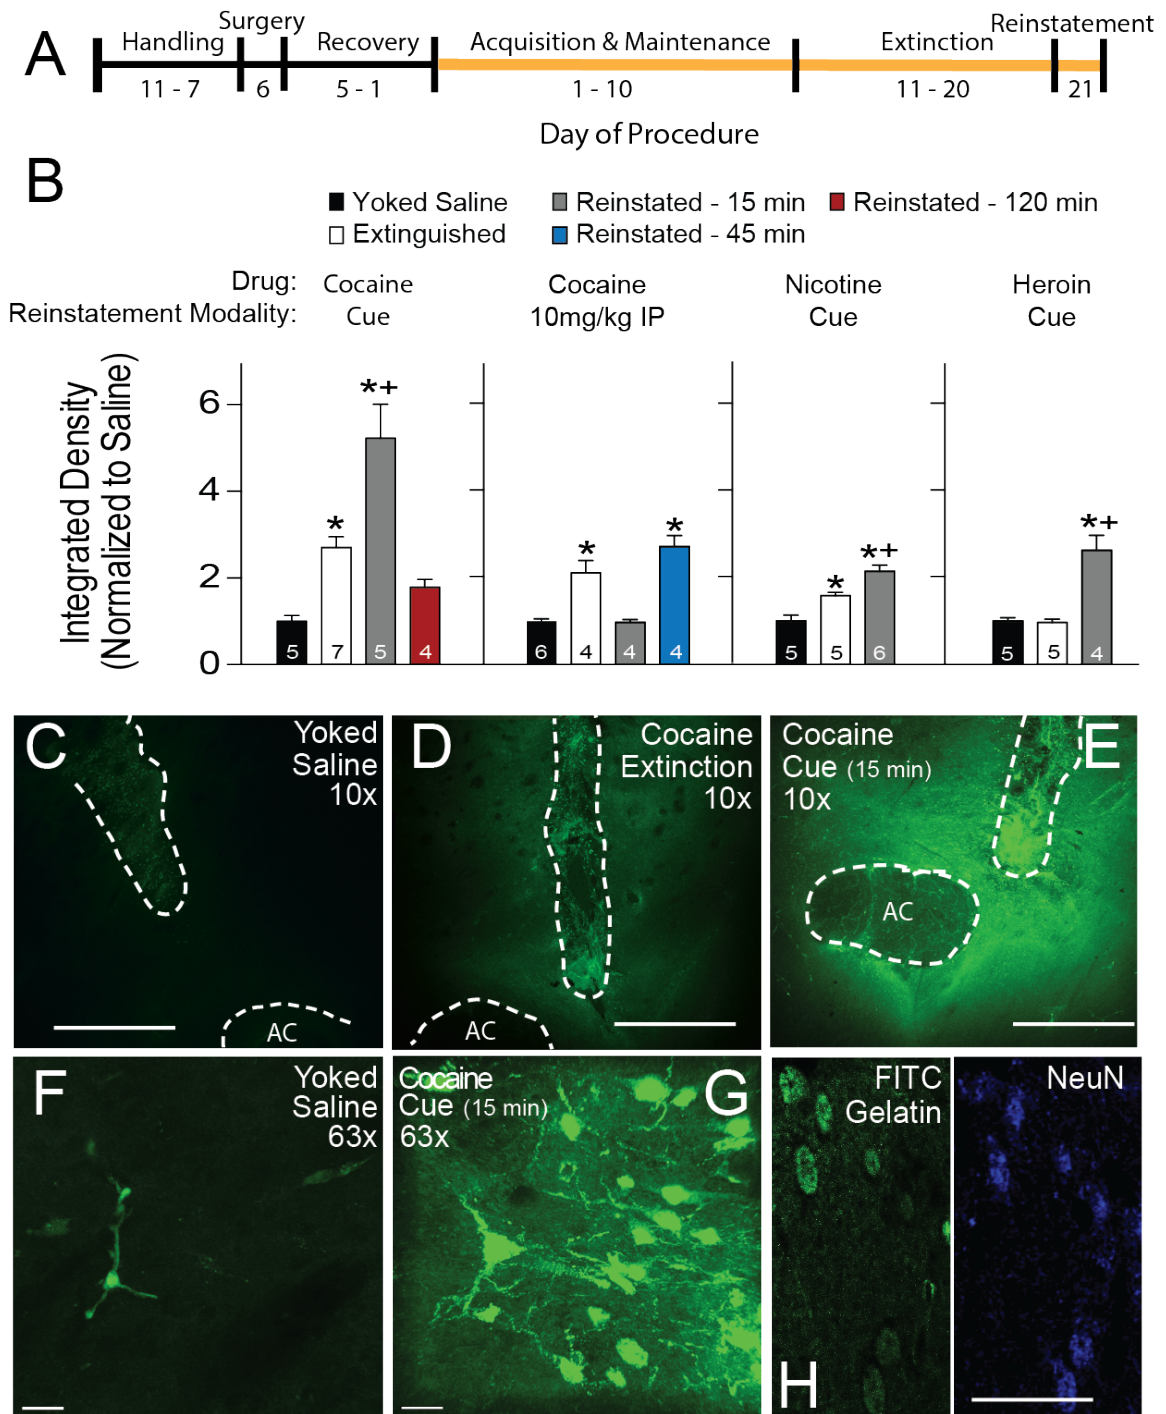 A
Handling
Surgery
Recovery
Acquisition & Maintenance
Extinction
Reinstatement
11 - 7
6
5 - 1
1 - 10
11 - 20
21
Day of Procedure
B
Yoked Saline
Reinstated - 15 min
Reinstated - 120 min
Extinguished
Reinstated - 45 min
Drug:
Cocaine
Cocaine
Nicotine
Heroin
Reinstatement Modality:
Cue
10mg/kg IP
Cue
Cue
Integrated Density
(Normalized to Saline)
6
4
2
0
*
*+
*
*
*
*+
*+
5
7
5
4
6
4
4
4
5
5
6
5
5
4
C
Yoked
Saline
10x
AC
D
Cocaine
Extinction
10x
AC
Cocaine
Cue (15 min)
10x
E
AC
F
Yoked
Saline
63x
Cocaine
Cue (15 min)
63x
G
FITC
Gelatin
H
NeuN